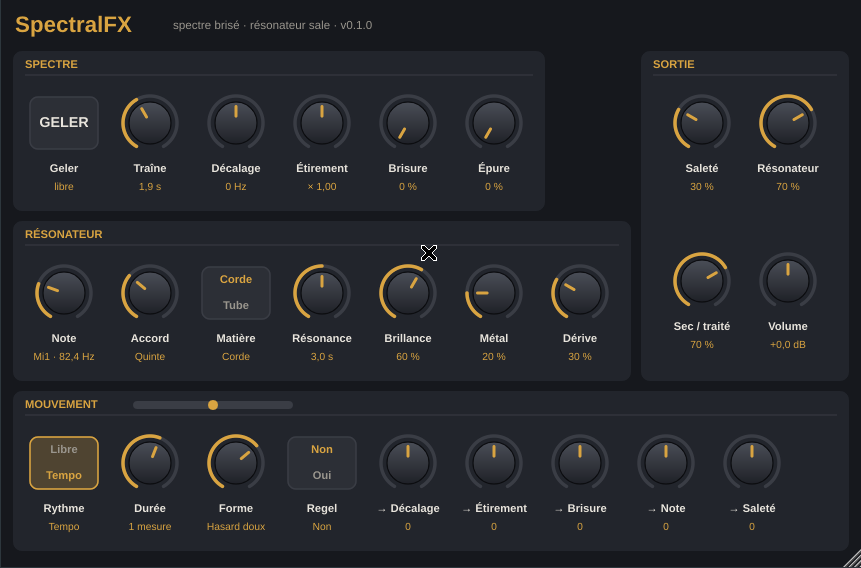 SpectralFX
spectre brisé · résonateur sale · v0.1.0
SPECTRE
GELER
Geler Traîne Décalage Étirement Brisure Épure
libre 1,9 s 0 Hz × 1,00 0 % 0 %
SORTIE
Saleté Résonateur
30 % 70 %
Sec / traité Volume
70 % +0,0 dB
RÉSONATEUR
Corde
Tube
Note Accord Matière Résonance Brillance Métal Dérive
Mi1 · 82,4 Hz Quinte Corde 3,0 s 60 % 20 % 30 %
MOUVEMENT
Libre Non
Tempo Oui
Rythme Durée Forme Regel → Décalage → Étirement → Brisure → Note → Saleté
Tempo 1 mesure Hasard doux Non 0 0 0 0 0